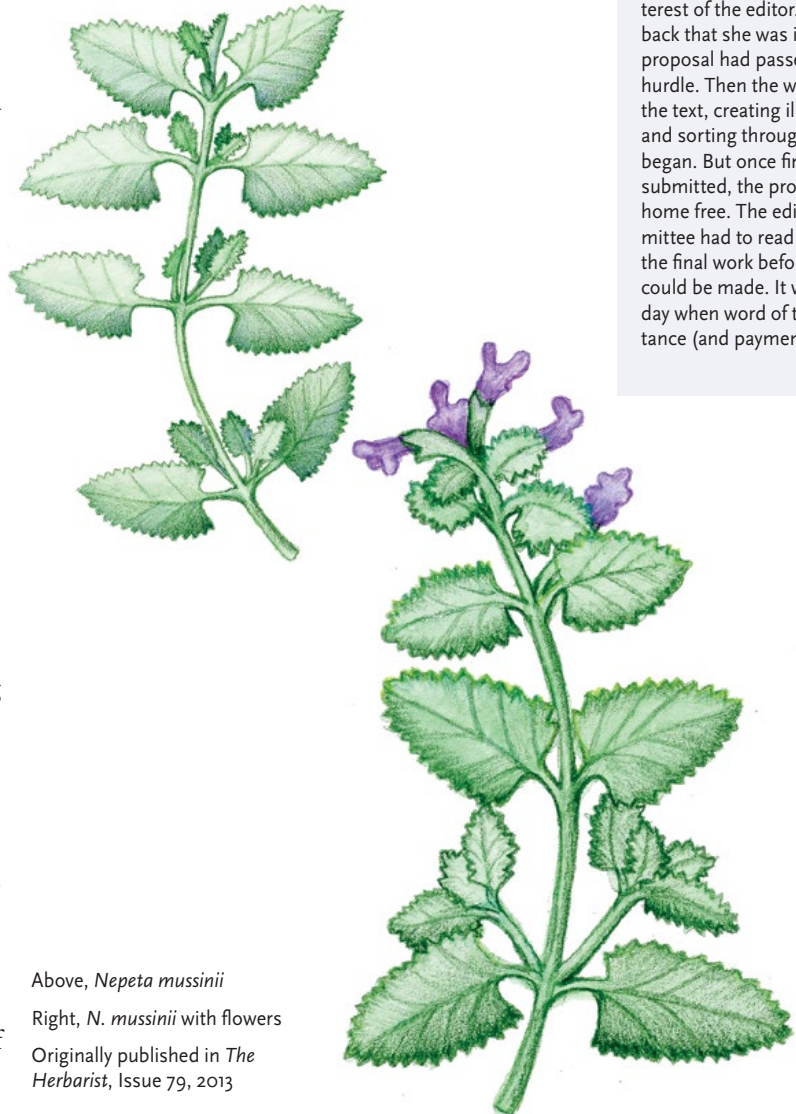 terest of the editor.
back that she was i
proposal had passe
hurdle. Then the w
the text, creating il
and sorting through
began. But once fir
submitted, the pro
home free. The edi
mittee had to read
the final work befo
could be made. It w
day when word of t
tance (and paymen
Above, Nepeta mussinii
Right, N. mussinii with flowers
Originally published in The
Herbarist, Issue 79, 2013